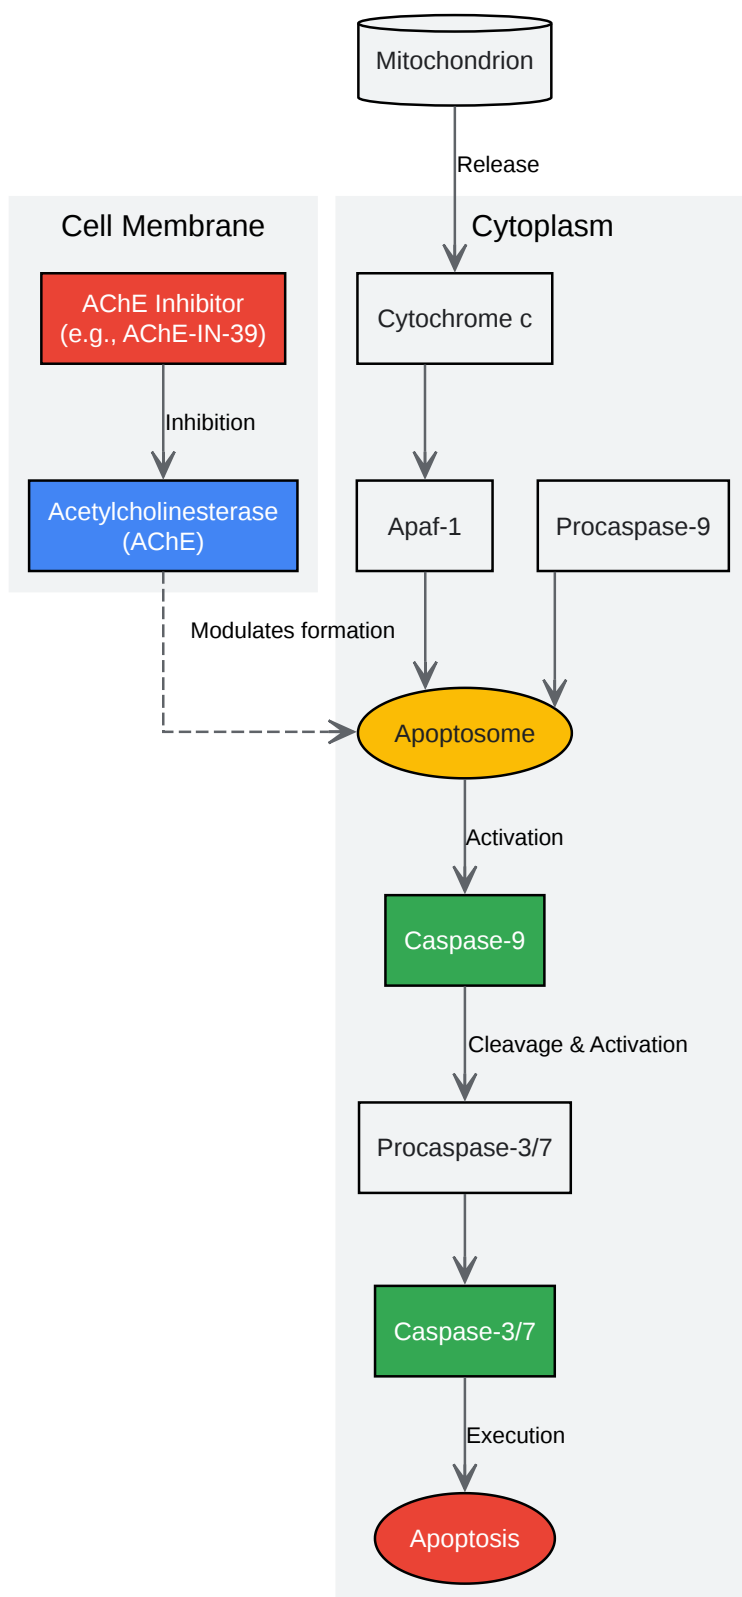 Mitochondrion
Release
Cell Membrane
Cytoplasm
AChE Inhibitor
(e.g., AChE-IN-39)
Cytochrome c
Inhibition
Acetylcholinesterase
(AChE)
Apaf-1
Procaspase-9
Modulates formation
Apoptosome
Activation
Caspase-9
Cleavage & Activation
Procaspase-3/7
Caspase-3/7
Execution
Apoptosis